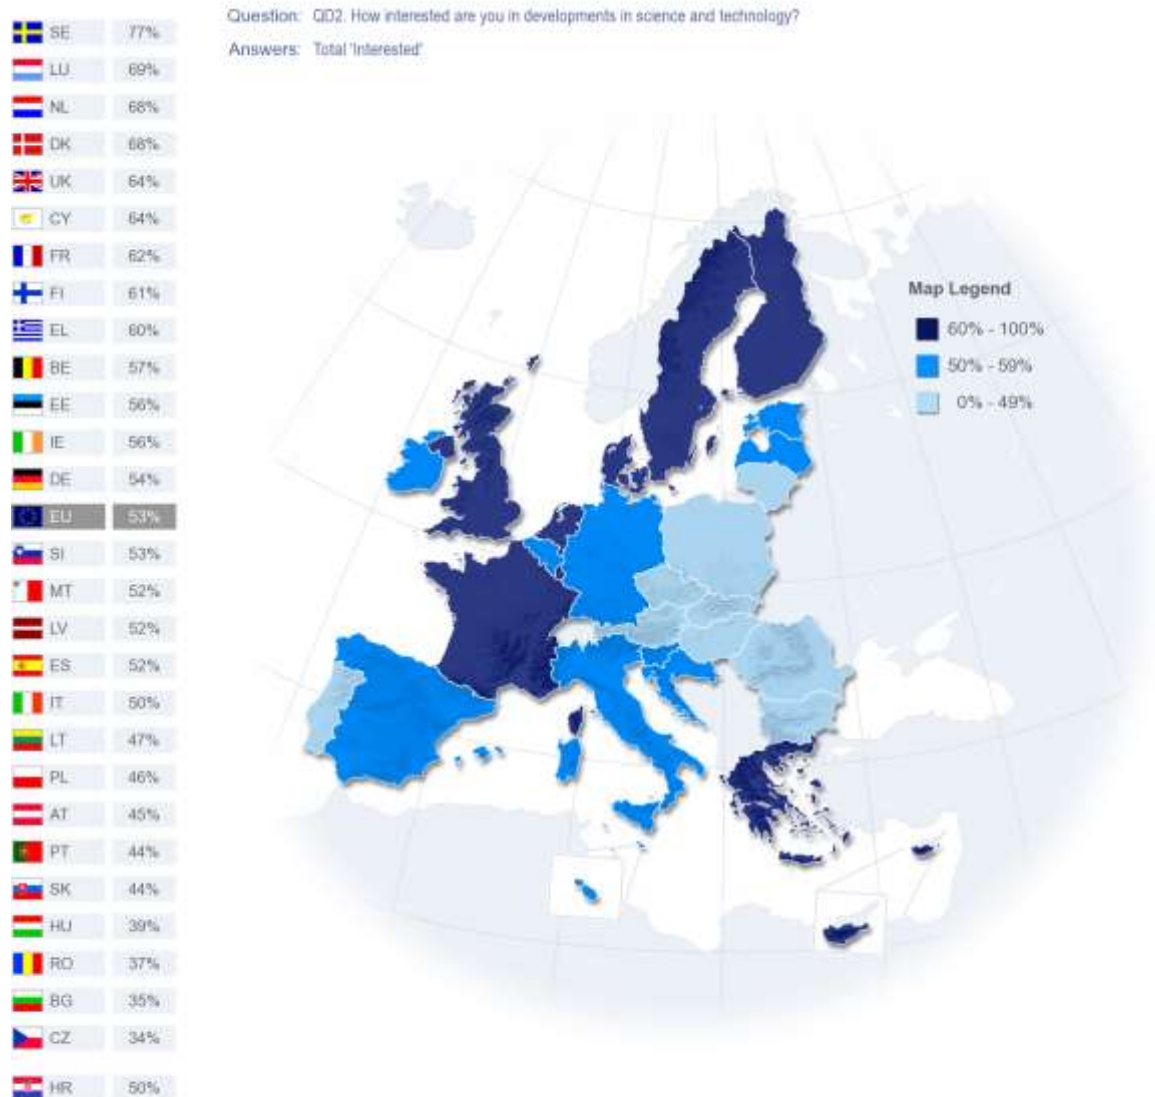 Question: QD2. How interested are you in developments in science and technology?
Answers: Total 'Interested'
SE 77%
LU 69%
NL 68%
DK 68%
UK 64%
CY 64%
FR 62%
FI 61%
EL 60%
BE 57%
EE 56%
IE 56%
DE 54%
EU 53%
SI 53%
MT 52%
LV 52%
ES 52%
IT 50%
LT 47%
PL 46%
AT 45%
PT 44%
SK 44%
HU 39%
RO 37%
BG 35%
CZ 34%
HR 50%
Map Legend
60% - 100%
50% - 59%
0% - 49%